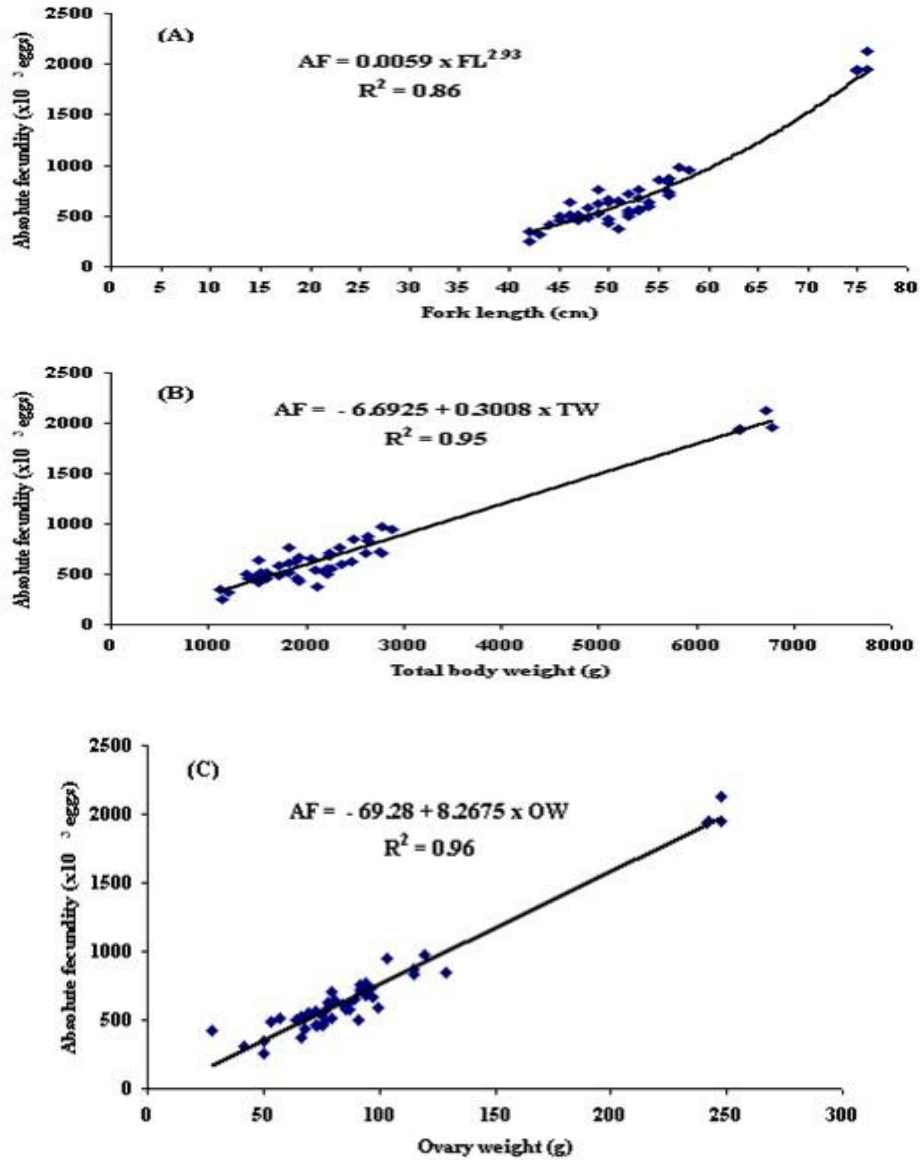 (A)
AF = 0.0059 x FL^2.93
R² = 0.86
Absolute fecundity (x10 ³ eggs)
2500
2000
1500
1000
500
0
0 5 10 15 20 25 30 35 40 45 50 55 60 65 70 75 80
Fork length (cm)
(B)
AF = - 6.6925 + 0.3008 x TW
R² = 0.95
Absolute fecundity (x10 ³ eggs)
2500
2000
1500
1000
500
0
0 1000 2000 3000 4000 5000 6000 7000 8000
Total body weight (g)
(C)
AF = - 69.28 + 8.2675 x OW
R² = 0.96
Absolute fecundity (x10 ³ eggs)
2500
2000
1500
1000
500
0
0 50 100 150 200 250 300
Ovary weight (g)